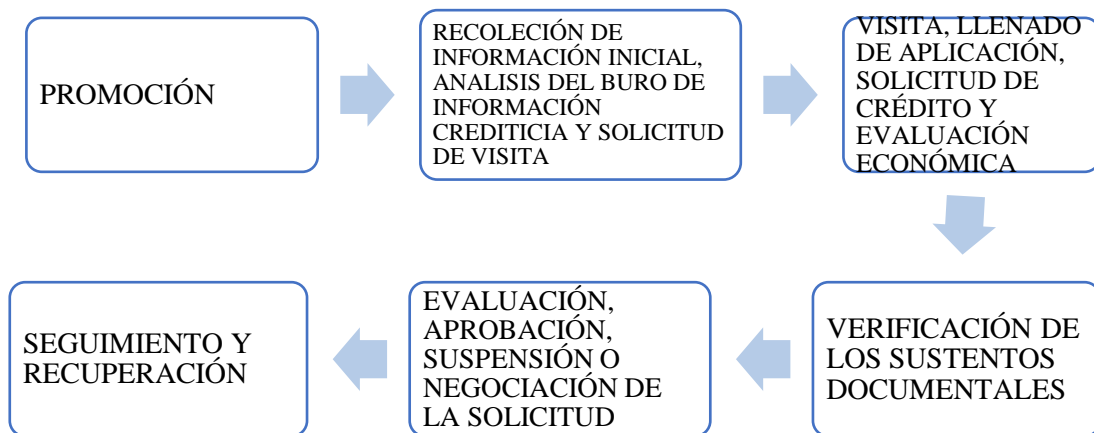 PROMOCIÓN
RECOLECIÓN DE
INFORMACIÓN INICIAL,
ANALISIS DEL BURO DE
INFORMACIÓN
CREDITICIA Y SOLICITUD
DE VISITA
VISITA, LLENADO
DE APLICACIÓN,
SOLICITUD DE
CRÉDITO Y
EVALUACIÓN
ECONÓMICA
VERIFICACIÓN DE
LOS SUSTENTOS
DOCUMENTALES
EVALUACIÓN,
APROBACIÓN,
SUSPENSIÓN O
NEGOCIACIÓN DE
LA SOLICITUD
SEGUIMIENTO Y
RECUPERACIÓN